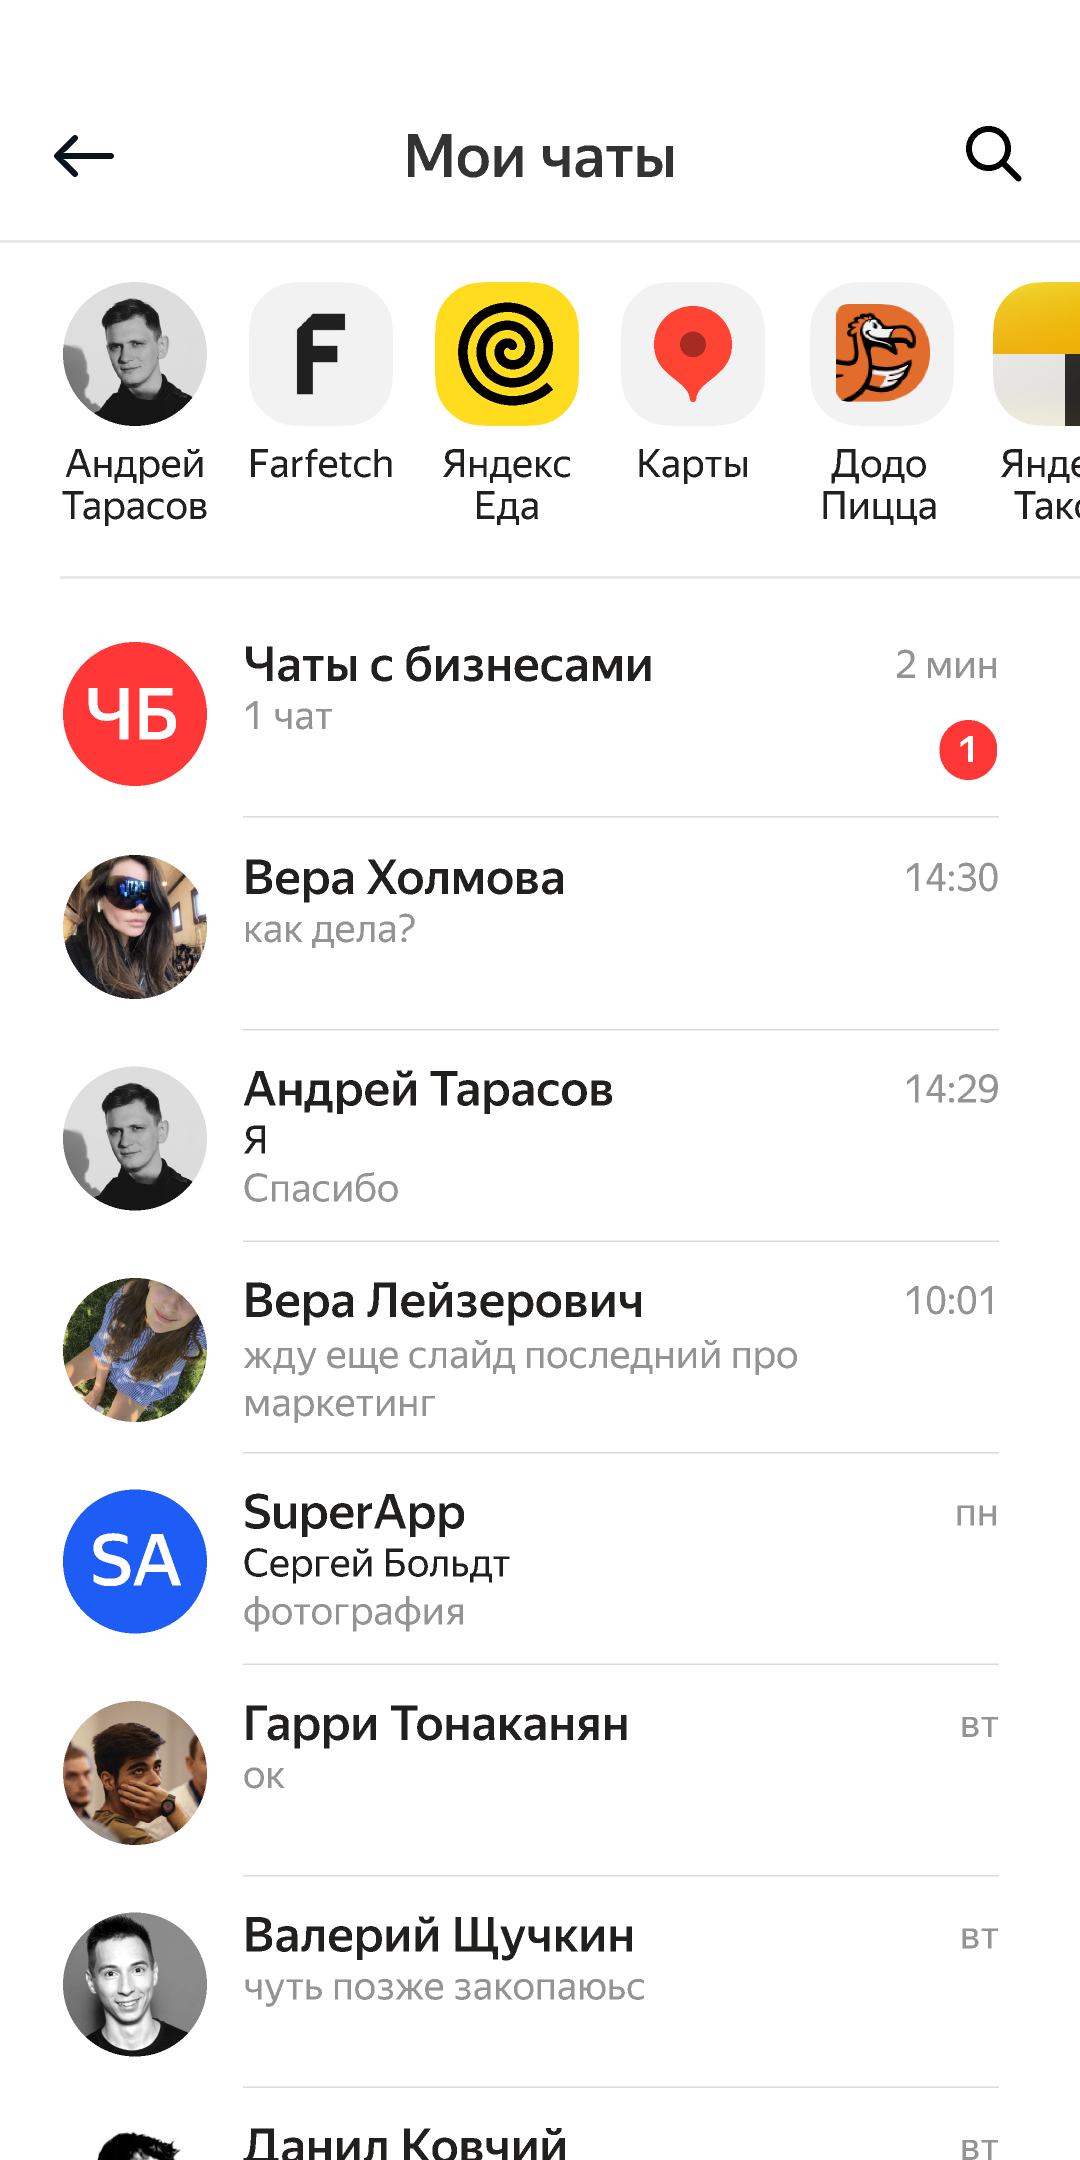 Мои чаты
Андрей
Тарасов
Farfetch
Яндекс
Еда
Карты
Додо
Пицца
Янде
Так
ЧБ
Чаты с бизнесами
2 мин
1 чат
1
Вера Холмова
14:30
как дела?
Андрей Тарасов
14:29
Я
Спасибо
Вера Лейзерович
10:01
жду еще слайд последний про
маркетинг
SA
SuperApp
пн
Сергей Больдт
фотография
Гарри Тонаканян
вт
ок
Валерий Щучкин
вт
чуть позже закопаюьс
Данил Ковчий
вт